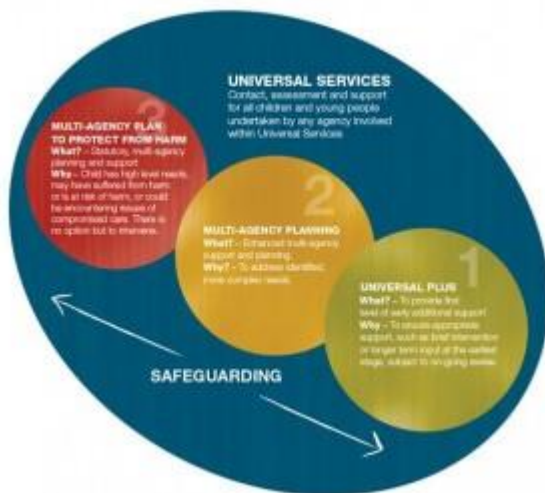 UNIVERSAL SERVICES
Contact, assessment and support
for all children and young people
undertaken by any agency involved
within Universal Services
3
MULTI-AGENCY PLAN
TO PROTECT FROM HARM
What? – Statutory, multi-agency
planning and support
Why – Child has high level needs,
may have suffered from harm
or is at risk of harm, or could
be encountering issues of
compromised care. There is
no option but to intervene.
2
MULTI-AGENCY PLANNING
What? – Enhanced multi-agency
support and planning.
Why? – To address identified,
more complex needs.
1
UNIVERSAL PLUS
What? – To provide first
level of early additional support
Why – To ensure appropriate
support, such as brief intervention
or longer term input at the earliest
stage, subject to on-going review.
SAFEGUARDING